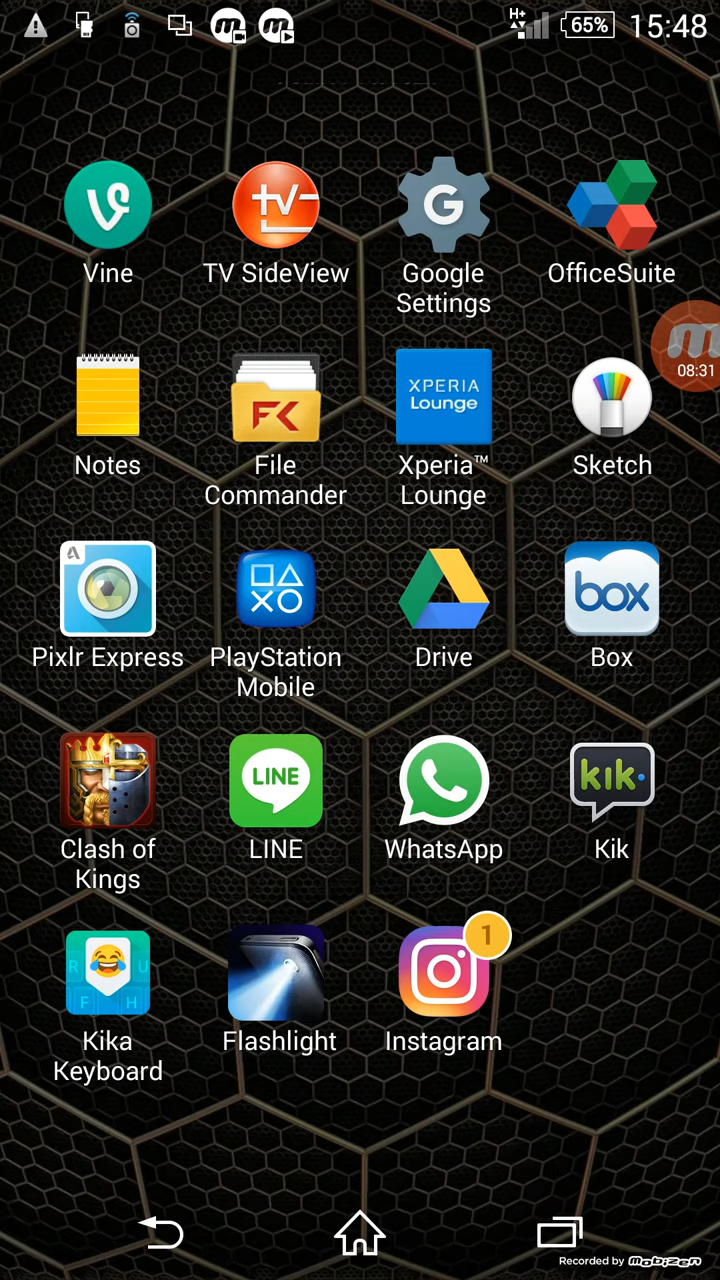 H+ 65% 15:48
Vine TV SideView Google Settings OfficeSuite
G
tv
XPERIA
Lounge
08:31
Notes File Commander Xperia™ Lounge Sketch
box
Pixlr Express PlayStation Mobile Drive Box
LINE
kik
Clash of Kings LINE WhatsApp Kik
1
R U
F H
Kika Keyboard Flashlight Instagram
Recorded by Mobizen